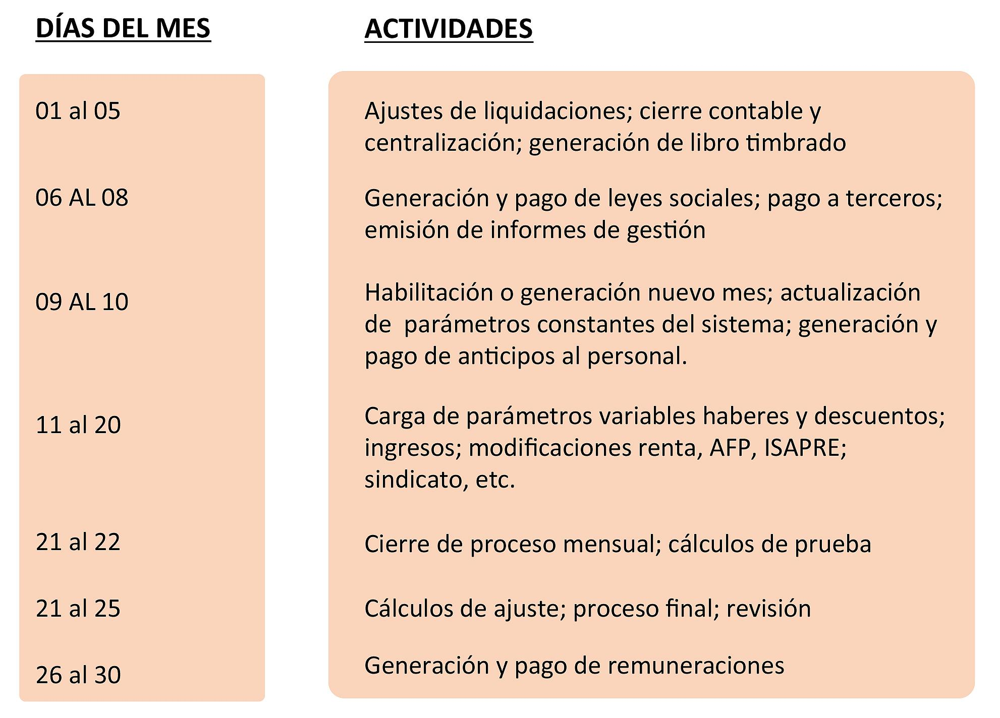 DÍAS DEL MES
ACTIVIDADES
01 al 05
Ajustes de liquidaciones; cierre contable y
centralización; generación de libro timbrado
06 AL 08
Generación y pago de leyes sociales; pago a terceros;
emisión de informes de gestión
09 AL 10
Habilitación o generación nuevo mes; actualización
de  parámetros constantes del sistema; generación y
pago de anticipos al personal.
11 al 20
Carga de parámetros variables haberes y descuentos;
ingresos; modificaciones renta, AFP, ISAPRE;
sindicato, etc.
21 al 22
Cierre de proceso mensual; cálculos de prueba
21 al 25
Cálculos de ajuste; proceso final; revisión
26 al 30
Generación y pago de remuneraciones